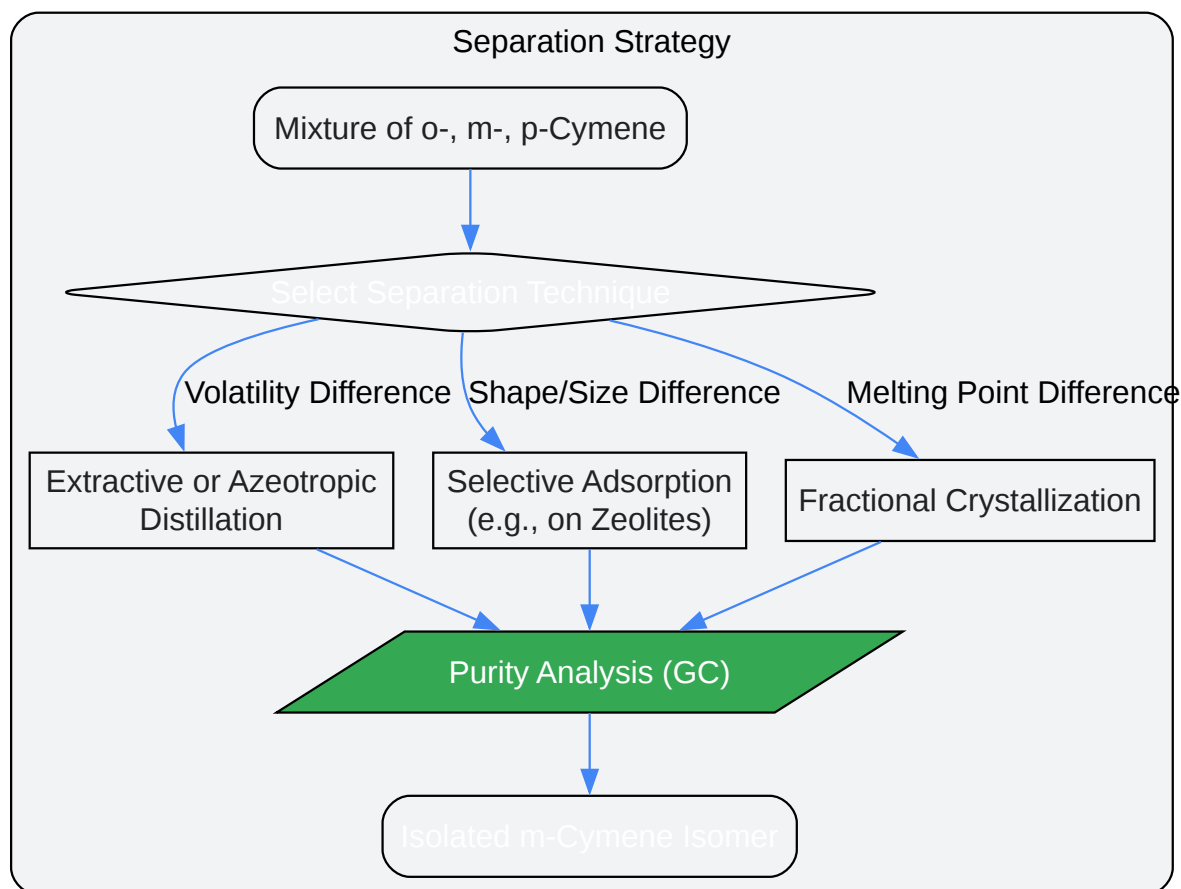 Separation Strategy
Mixture of o-, m-, p-Cymene
Select Separation Technique
Volatility Difference
Shape/Size Difference
Melting Point Difference
Extractive or Azeotropic
Distillation
Selective Adsorption
(e.g., on Zeolites)
Fractional Crystallization
Purity Analysis (GC)
Isolated m-Cymene Isomer